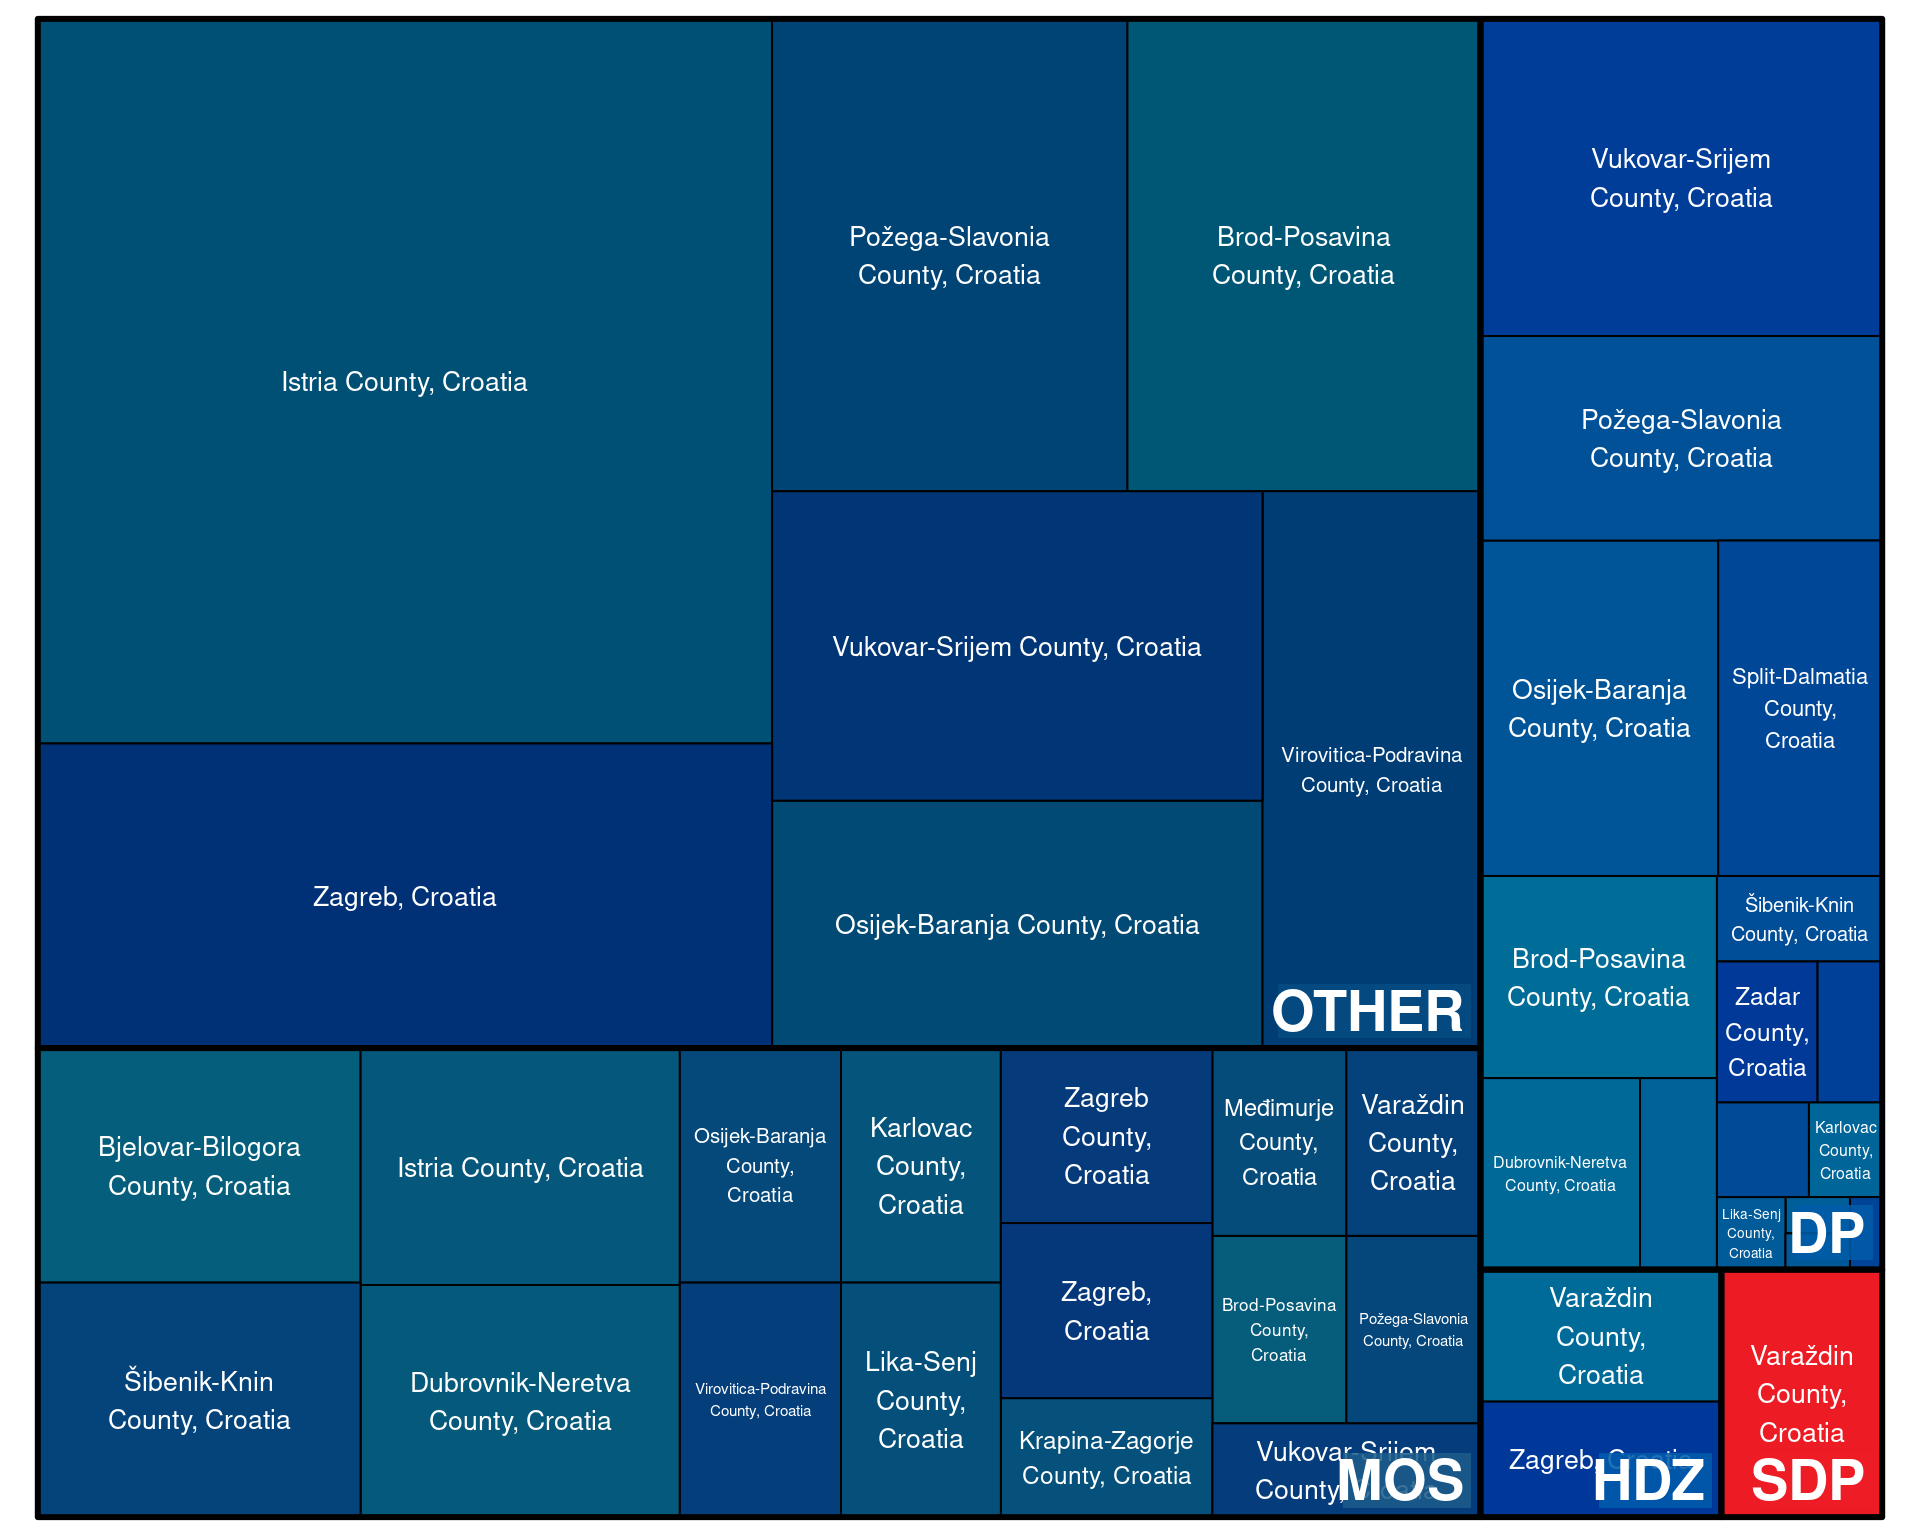 Istria County, Croatia
Požega-Slavonia
County, Croatia
Brod-Posavina
County, Croatia
Zagreb, Croatia
Vukovar-Srijem County, Croatia
Osijek-Baranja County, Croatia
Virovitica-Podravina
County, Croatia
OTHER
Vukovar-Srijem
County, Croatia
Požega-Slavonia
County, Croatia
Osijek-Baranja
County, Croatia
Split-Dalmatia
County,
Croatia
Brod-Posavina
County, Croatia
Šibenik-Knin
County, Croatia
Zadar
County,
Croatia
Dubrovnik-Neretva
County, Croatia
Karlovac
County,
Croatia
Lika-Senj
County,
Croatia
DP
Bjelovar-Bilogora
County, Croatia
Šibenik-Knin
County, Croatia
Istria County, Croatia
Dubrovnik-Neretva
County, Croatia
Osijek-Baranja
County,
Croatia
Virovitica-Podravina
County, Croatia
Karlovac
County,
Croatia
Lika-Senj
County,
Croatia
Zagreb
County,
Croatia
Zagreb,
Croatia
Krapina-Zagorje
County, Croatia
Međimurje
County,
Croatia
Varaždin
County,
Croatia
Brod-Posavina
County,
Croatia
Požega-Slavonia
County, Croatia
Vukovar-Srijem
County, Croatia
MOS
Varaždin
County,
Croatia
Zagreb, Croatia
HDZ
Varaždin
County,
Croatia
SDP